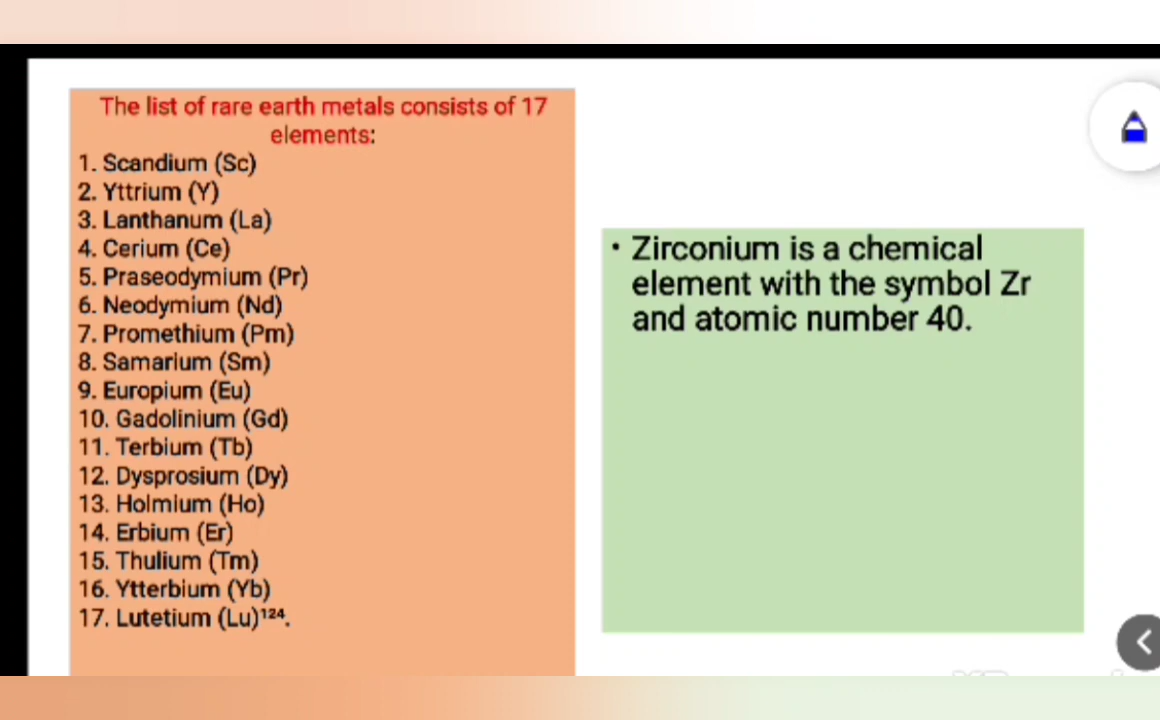 The list of rare earth metals consists of 17
elements:
1. Scandium (Sc)
2. Yttrium (Y)
3. Lanthanum (La)
4. Cerium (Ce)
5. Praseodymium (Pr)
6. Neodymium (Nd)
7. Promethium (Pm)
8. Samarium (Sm)
9. Europium (Eu)
10. Gadolinium (Gd)
11. Terbium (Tb)
12. Dysprosium (Dy)
13. Holmium (Ho)
14. Erbium (Er)
15. Thulium (Tm)
16. Ytterbium (Yb)
17. Lutetium (Lu)¹²⁴.
• Zirconium is a chemical
element with the symbol Zr
and atomic number 40.